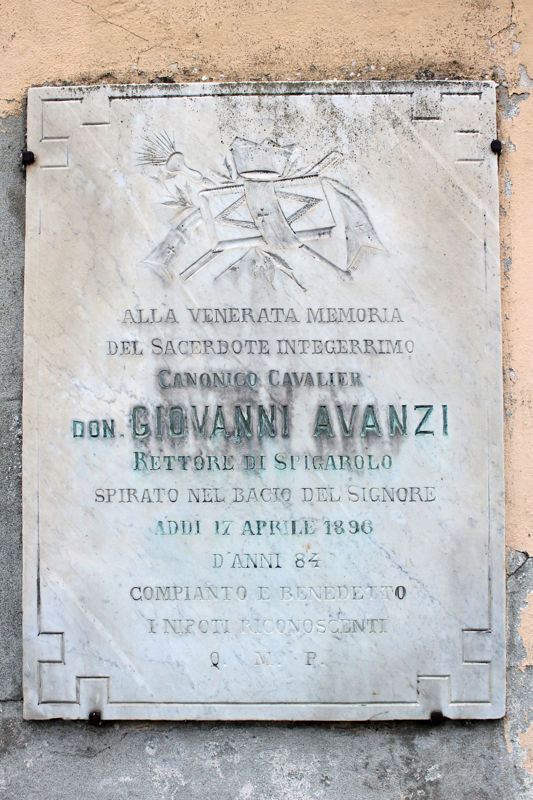 ALLA VENERATA MEMORIA
DEL SACERDOTE INTEGERRIMO
CANONICO CAVALIER
DON. GIOVANNI AVANZI
RETTORE DI SPIGAROLO
SPIRATO NEL BACIO DEL SIGNORE
ADDI 17 APRILE 1896
D'ANNI 84
COMPIANTO E BENEDETTO
I NIPOTI RICONOSCENTI
Q. M. P.